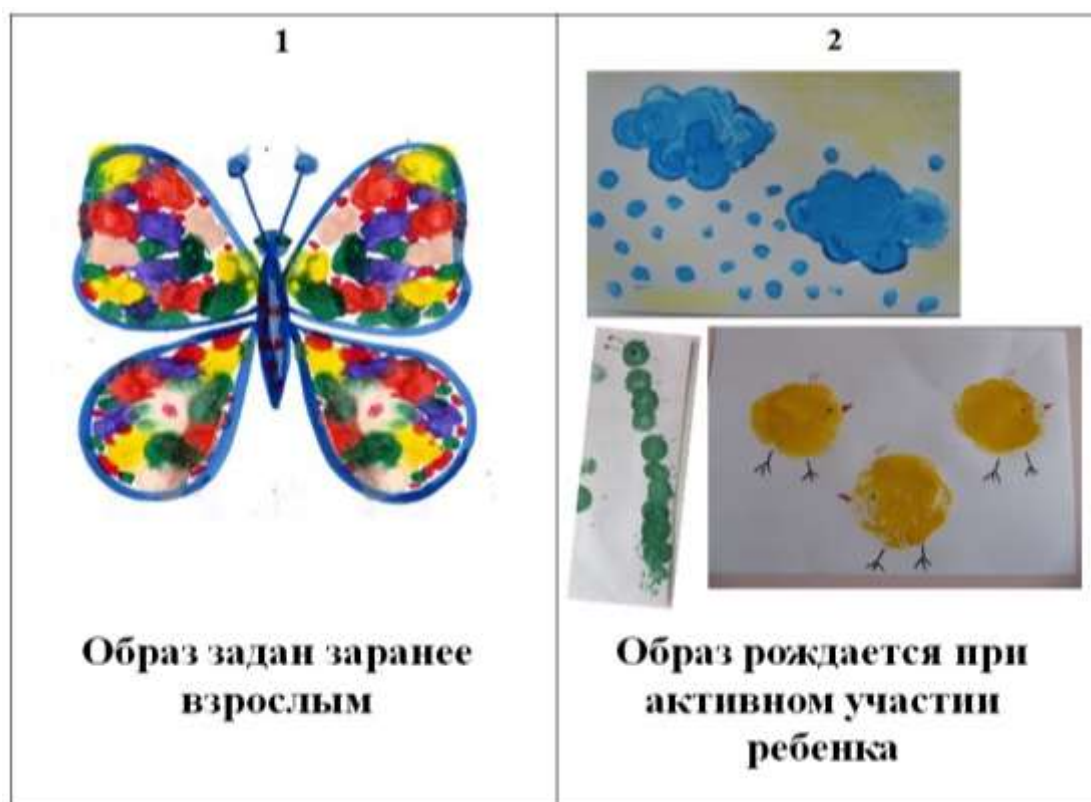 1
Образ задан заранее
взрослым
2
Образ рождается при
активном участии
ребенка